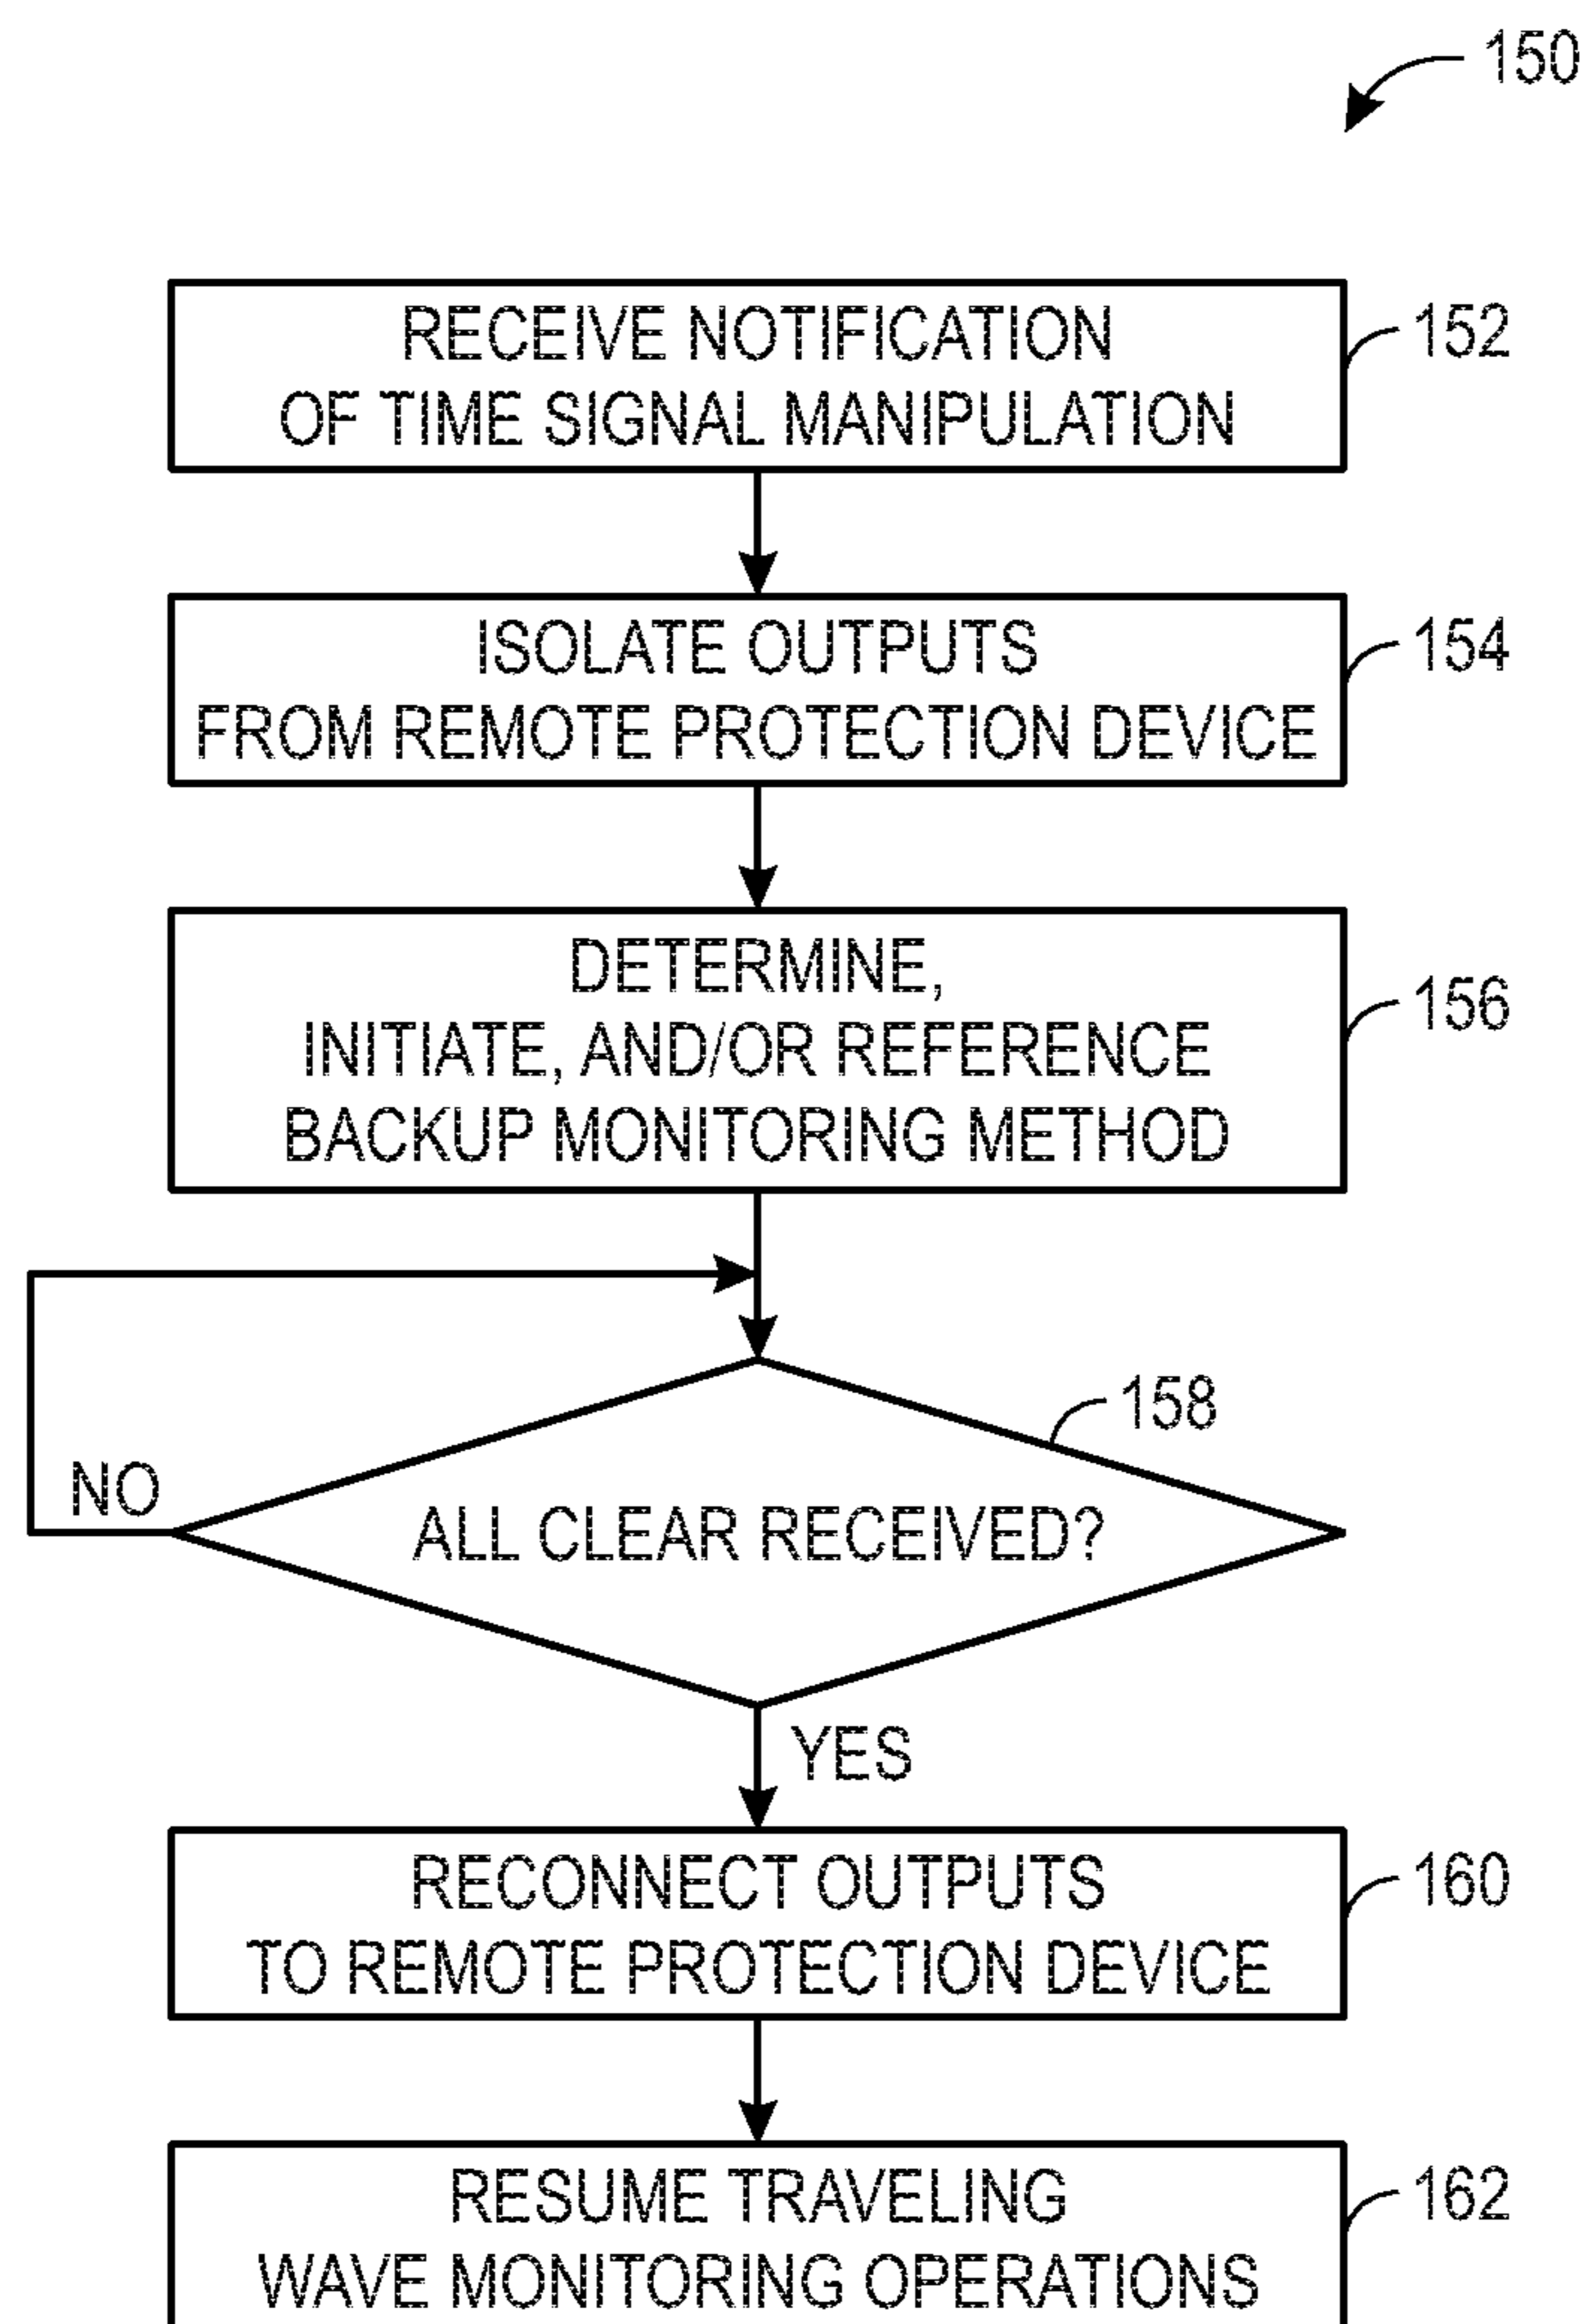 150
RECEIVE NOTIFICATION
OF TIME SIGNAL MANIPULATION
152
ISOLATE OUTPUTS
FROM REMOTE PROTECTION DEVICE
154
DETERMINE,
INITIATE, AND/OR REFERENCE
BACKUP MONITORING METHOD
156
158
NO
ALL CLEAR RECEIVED?
YES
RECONNECT OUTPUTS
TO REMOTE PROTECTION DEVICE
160
RESUME TRAVELING
WAVE MONITORING OPERATIONS
162